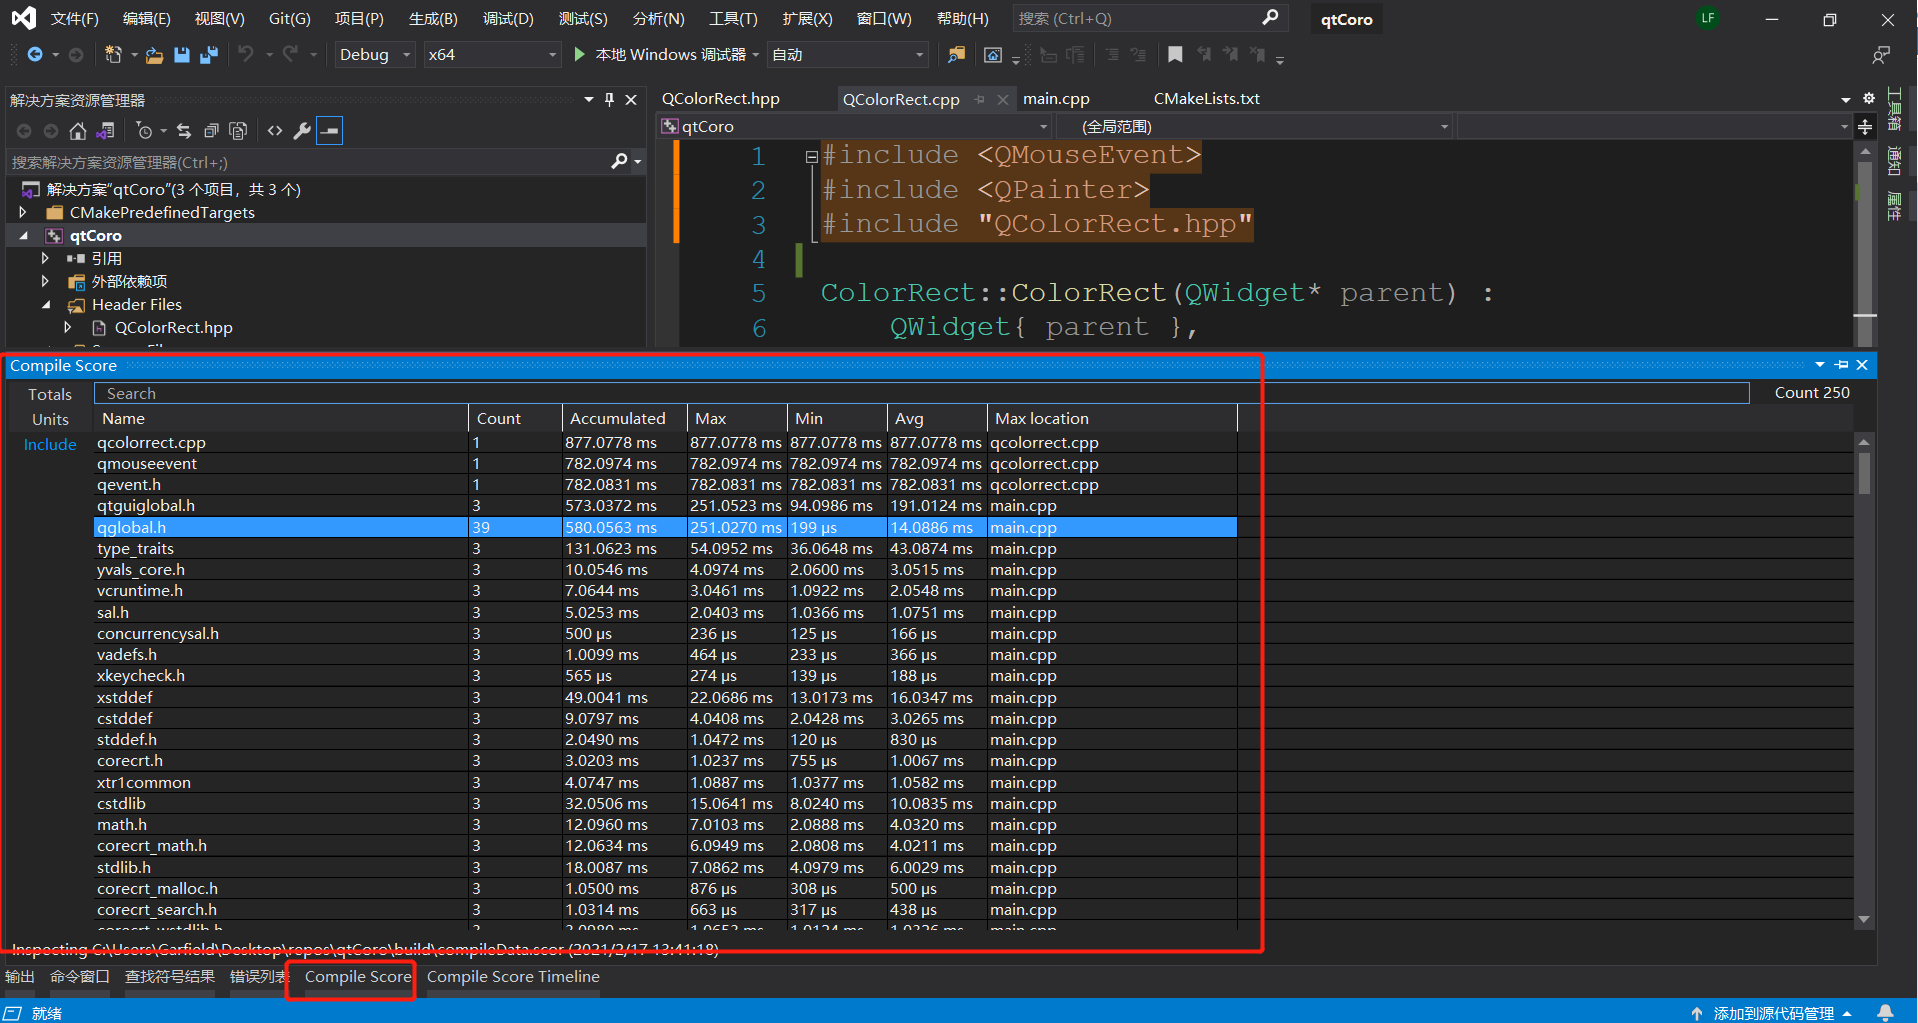 文件(F) 编辑(E) 视图(V) Git(G) 项目(P) 生成(B) 调试(D) 测试(S) 分析(N) 工具(T) 扩展(X) 窗口(W) 帮助(H) 搜索 (Ctrl+Q) qtCoro LF
Debug x64 本地 Windows 调试器 自动
解决方案资源管理器
搜索解决方案资源管理器(Ctrl+;)
解决方案"qtCoro"(3 个项目，共 3 个)
CMakePredefinedTargets
qtCoro
引用
外部依赖项
Header Files
QColorRect.hpp
QColorRect.hpp QColorRect.cpp main.cpp CMakeLists.txt
qtCoro (全局范围)
1 #include <QMouseEvent>
2 #include <QPainter>
3 #include "QColorRect.hpp"
4
5 ColorRect::ColorRect(QWidget* parent) :
6 QWidget{ parent },
工具箱
通知
属性
Compile Score
Totals Search Count 250
Units Name Count Accumulated Max Min Avg Max location
Include qcolorrect.cpp 1 877.0778 ms 877.0778 ms 877.0778 ms 877.0778 ms qcolorrect.cpp
qmouseevent 1 782.0974 ms 782.0974 ms 782.0974 ms 782.0974 ms qcolorrect.cpp
qevent.h 1 782.0831 ms 782.0831 ms 782.0831 ms 782.0831 ms qcolorrect.cpp
qtguiglobal.h 3 573.0372 ms 251.0523 ms 94.0986 ms 191.0124 ms main.cpp
qglobal.h 39 580.0563 ms 251.0270 ms 199 µs 14.0886 ms main.cpp
type_traits 3 131.0623 ms 54.0952 ms 36.0648 ms 43.0874 ms main.cpp
yvals_core.h 3 10.0546 ms 4.0974 ms 2.0600 ms 3.0515 ms main.cpp
vcruntime.h 3 7.0644 ms 3.0461 ms 1.0922 ms 2.0548 ms main.cpp
sal.h 3 5.0253 ms 2.0403 ms 1.0366 ms 1.0751 ms main.cpp
concurrencysal.h 3 500 µs 236 µs 125 µs 166 µs main.cpp
vadefs.h 3 1.0099 ms 464 µs 233 µs 366 µs main.cpp
xkeycheck.h 3 565 µs 274 µs 139 µs 188 µs main.cpp
xstddef 3 49.0041 ms 22.0686 ms 13.0173 ms 16.0347 ms main.cpp
cstddef 3 9.0797 ms 4.0408 ms 2.0428 ms 3.0265 ms main.cpp
stddef.h 3 2.0490 ms 1.0472 ms 120 µs 830 µs main.cpp
corecrt.h 3 3.0203 ms 1.0237 ms 755 µs 1.0067 ms main.cpp
xtr1common 3 4.0747 ms 1.0887 ms 1.0377 ms 1.0582 ms main.cpp
cstdlib 3 32.0506 ms 15.0641 ms 8.0240 ms 10.0835 ms main.cpp
math.h 3 12.0960 ms 7.0103 ms 2.0888 ms 4.0320 ms main.cpp
corecrt_math.h 3 12.0634 ms 6.0949 ms 2.0808 ms 4.0211 ms main.cpp
stdlib.h 3 18.0087 ms 7.0862 ms 4.0979 ms 6.0029 ms main.cpp
corecrt_malloc.h 3 1.0500 ms 876 µs 308 µs 500 µs main.cpp
corecrt_search.h 3 1.0314 ms 663 µs 317 µs 438 µs main.cpp
Inspecting C:\Users\Garfield\Desktop\repos\qtCoro\build\compileData.scor (2021/2/17 13:41:18)
输出 命令窗口 查找符号结果 错误列表 Compile Score Compile Score Timeline
就绪 添加到源代码管理